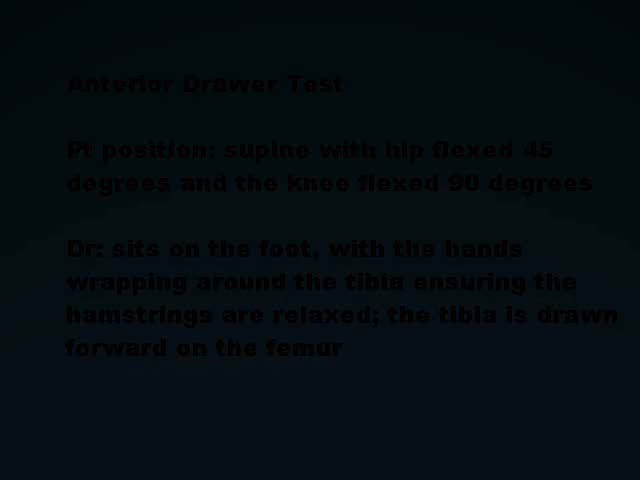 Anterior Drawer Test
Pt position: supine with hip flexed 45
degrees and the knee flexed 90 degrees
Dr: sits on the foot, with the hands
wrapping around the tibia ensuring the
hamstrings are relaxed; the tibia is drawn
forward on the femur